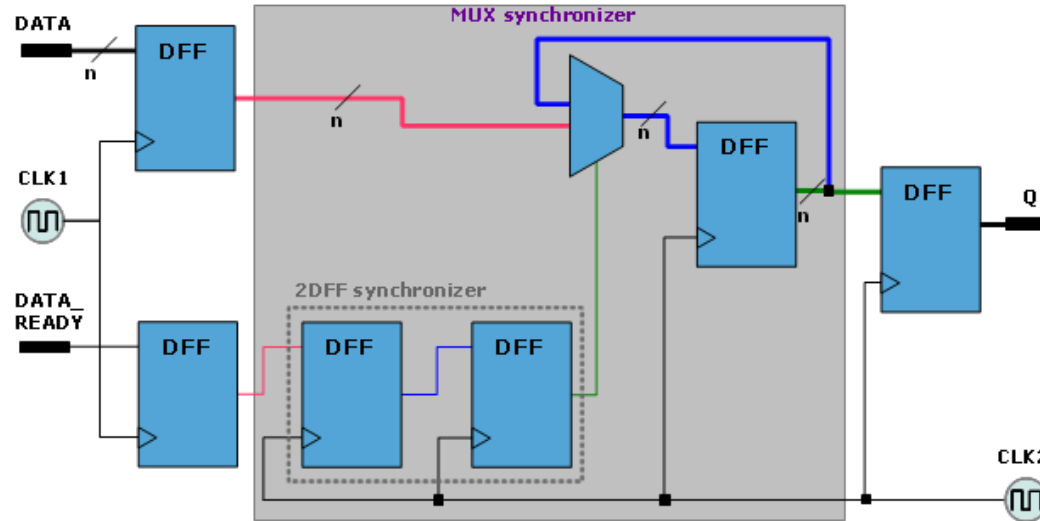 MUX synchronizer
DATA
DFF
n
n
n
DFF
n
DFF
CLK1
Q
DATA_
READY
2DFF synchronizer
DFF
DFF
DFF
CLK2